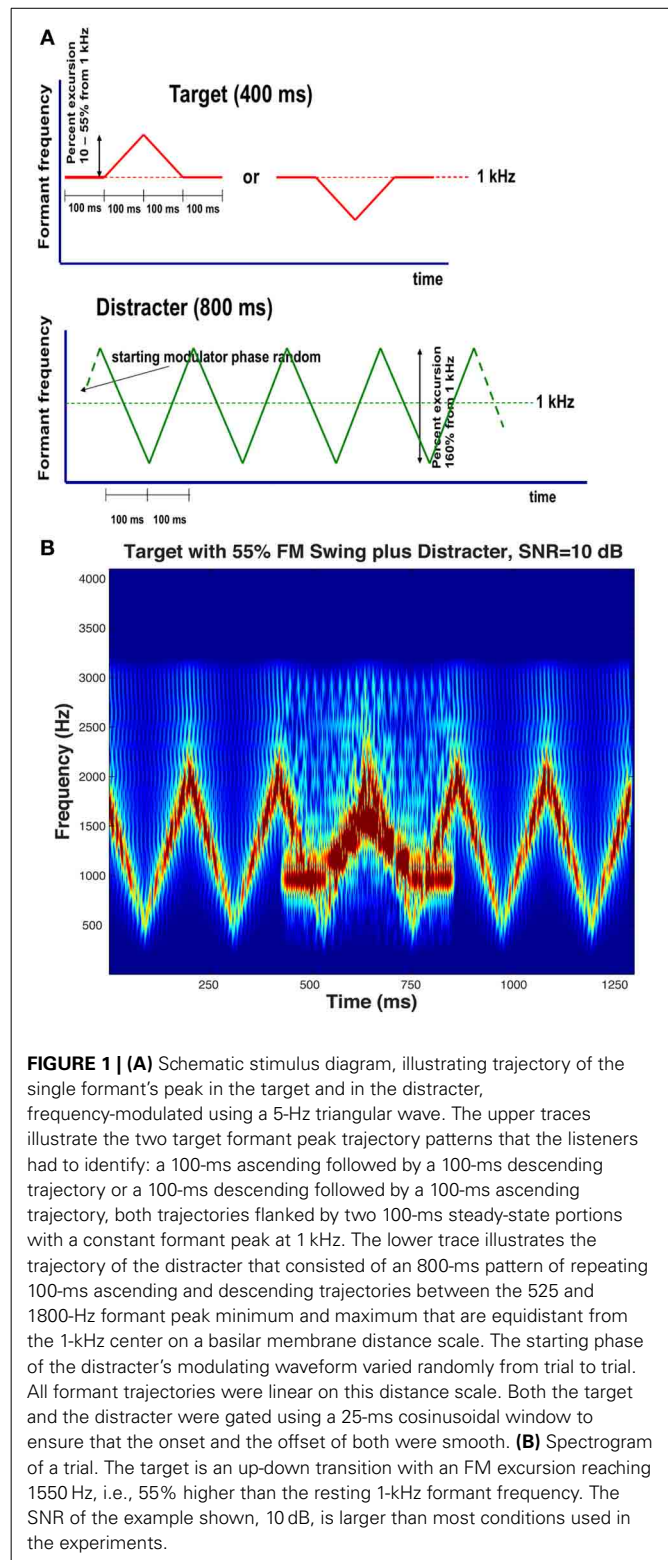 A
Percent excursion
10 – 55% from 1 kHz
Formant frequency
Target (400 ms)
or
1 kHz
100 ms 100 ms 100 ms 100 ms
time
Distracter (800 ms)
Formant frequency
starting modulator phase random
1 kHz
Percent excursion
160% from 1 kHz
time
100 ms 100 ms
B
Target with 55% FM Swing plus Distracter, SNR=10 dB
Frequency (Hz)
4000
3500
3000
2500
2000
1500
1000
500
250 500 750 1000 1250
Time (ms)
FIGURE 1 | (A) Schematic stimulus diagram, illustrating trajectory of the
single formant's peak in the target and in the distracter,
frequency-modulated using a 5-Hz triangular wave. The upper traces
illustrate the two target formant peak trajectory patterns that the listeners
had to identify: a 100-ms ascending followed by a 100-ms descending
trajectory or a 100-ms descending followed by a 100-ms ascending
trajectory, both trajectories flanked by two 100-ms steady-state portions
with a constant formant peak at 1 kHz. The lower trace illustrates the
trajectory of the distracter that consisted of an 800-ms pattern of repeating
100-ms ascending and descending trajectories between the 525 and
1800-Hz formant peak minimum and maximum that are equidistant from
the 1-kHz center on a basilar membrane distance scale. The starting phase
of the distracter's modulating waveform varied randomly from trial to trial.
All formant trajectories were linear on this distance scale. Both the target
and the distracter were gated using a 25-ms cosinusoidal window to
ensure that the onset and the offset of both were smooth. (B) Spectrogram
of a trial. The target is an up-down transition with an FM excursion reaching
1550 Hz, i.e., 55% higher than the resting 1-kHz formant frequency. The
SNR of the example shown, 10 dB, is larger than most conditions used in
the experiments.